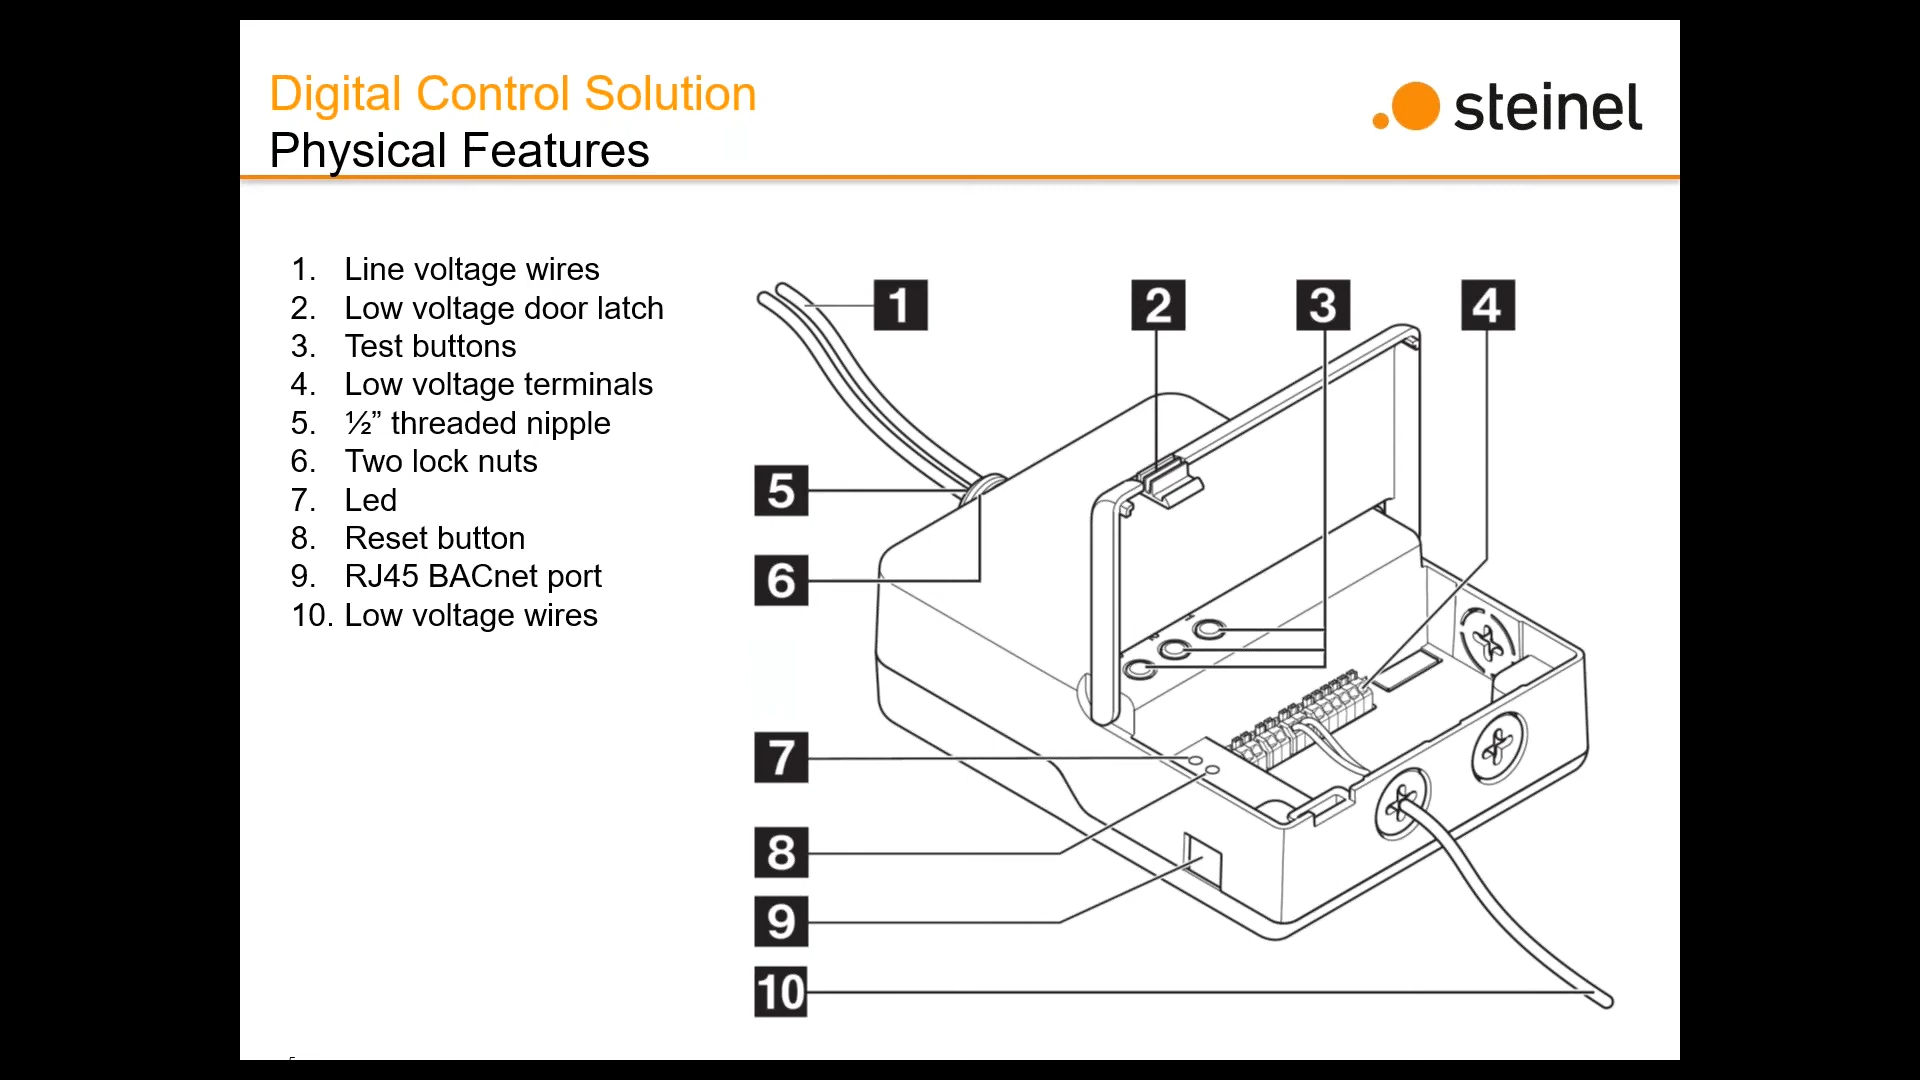 Digital Control Solution
Physical Features
steinel
1. Line voltage wires
2. Low voltage door latch
3. Test buttons
4. Low voltage terminals
5. ½” threaded nipple
6. Two lock nuts
7. Led
8. Reset button
9. RJ45 BACnet port
10. Low voltage wires
1
2
3
4
5
6
7
8
9
10